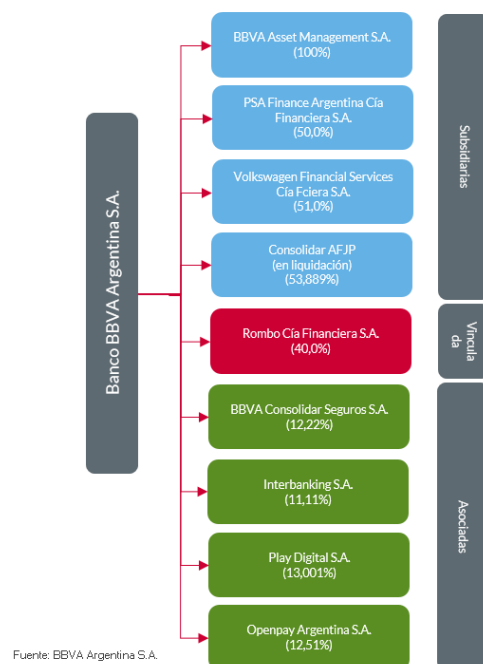 Banco BBVA Argentina S.A.
BBVA Asset Management S.A.
(100%)
PSA Finance Argentina Cía
Financiera S.A.
(50,0%)
Volkswagen Financial Services
Cía Fciera S.A.
(51,0%)
Consolidar AFJP
(en liquidación)
(53,889%)
Subsidiarias
Rombo Cía Financiera S.A.
(40,0%)
Vincula
da
BBVA Consolidar Seguros S.A.
(12,22%)
Interbanking S.A.
(11,11%)
Play Digital S.A.
(13,001%)
Openpay Argentina S.A.
(12,51%)
Asociadas
Fuente: BBVA Argentina S.A.